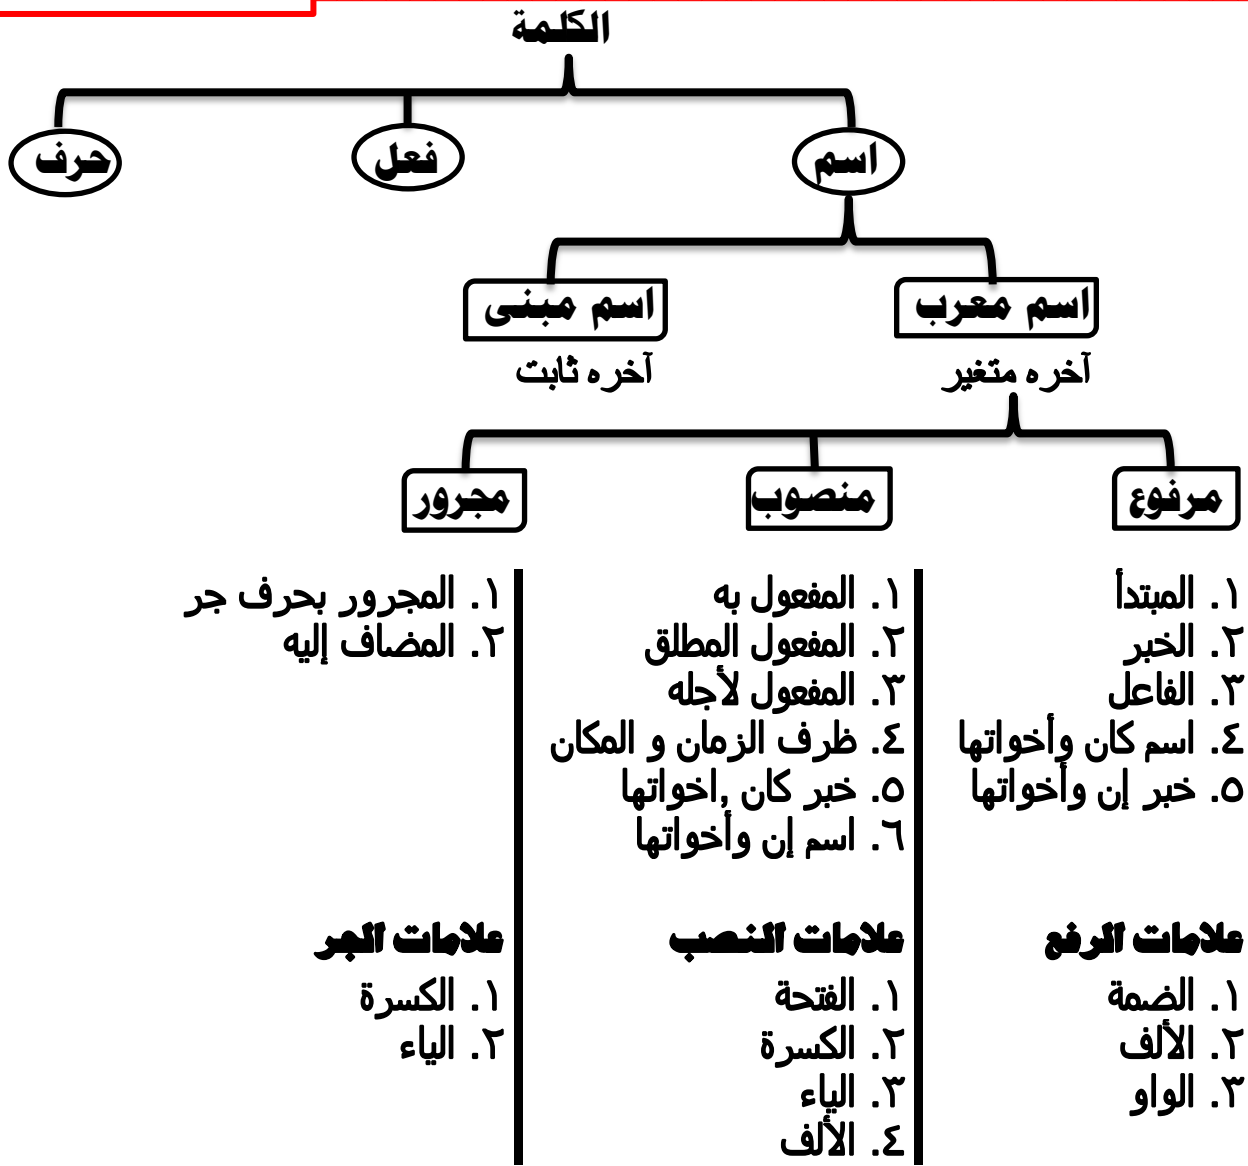 الكلمة
اسم
فعل
حرف
اسم معرب
اسم مبنى
آخره متغير
آخره ثابت
مرفوع
منصوب
مجرور
١. المبتدأ
٢. الخبر
٣. الفاعل
٤. اسم كان وأخواتها
٥. خبر إن وأخواتها
١. المفعول به
٢. المفعول المطلق
٣. المفعول لأجله
٤. ظرف الزمان و المكان
٥. خبر كان ,اخواتها
٦. اسم إن وأخواتها
١. المجرور بحرف جر
٢. المضاف إليه
علامات الرفع
١. الضمة
٢. الألف
٣. الواو
علامات النصب
١. الفتحة
٢. الكسرة
٣. الياء
٤. الألف
علامات الجر
١. الكسرة
٢. الياء